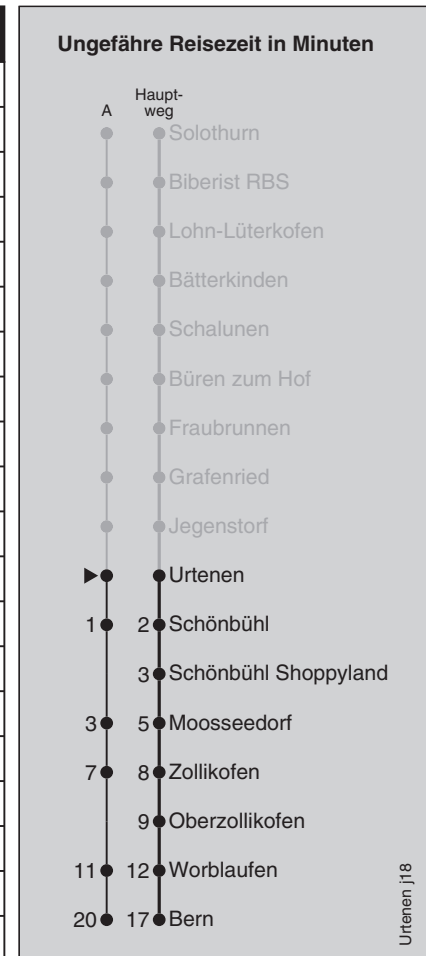 Ungefähre Reisezeit in Minuten
A Haupt-
weg
Solothurn
Biberist RBS
Lohn-Lüterkofen
Bätterkinden
Schalunen
Büren zum Hof
Fraubrunnen
Grafenried
Jegenstorf
Urtenen
1 2 Schönbühl
3 Schönbühl Shoppyland
3 5 Moosseedorf
7 8 Zollikofen
9 Oberzollikofen
11 12 Worblaufen
20 17 Bern
Urtenen j18